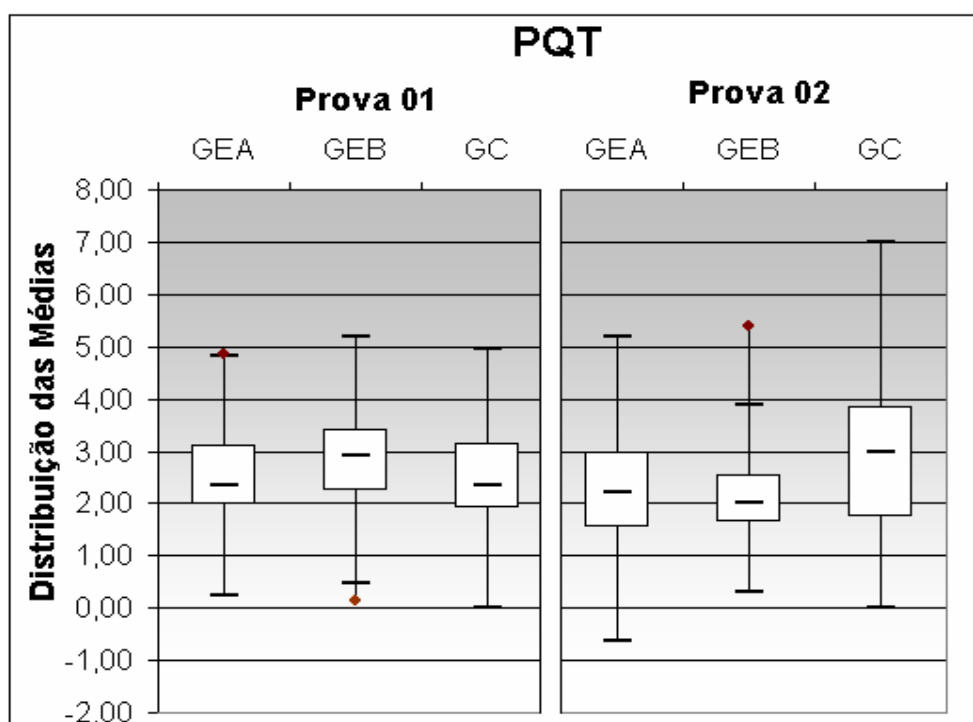 PQT
Prova 01
Prova 02
GEA GEB GC GEA GEB GC
Distribuição das Médias
8,00
7,00
6,00
5,00
4,00
3,00
2,00
1,00
0,00
-1,00
-2,00